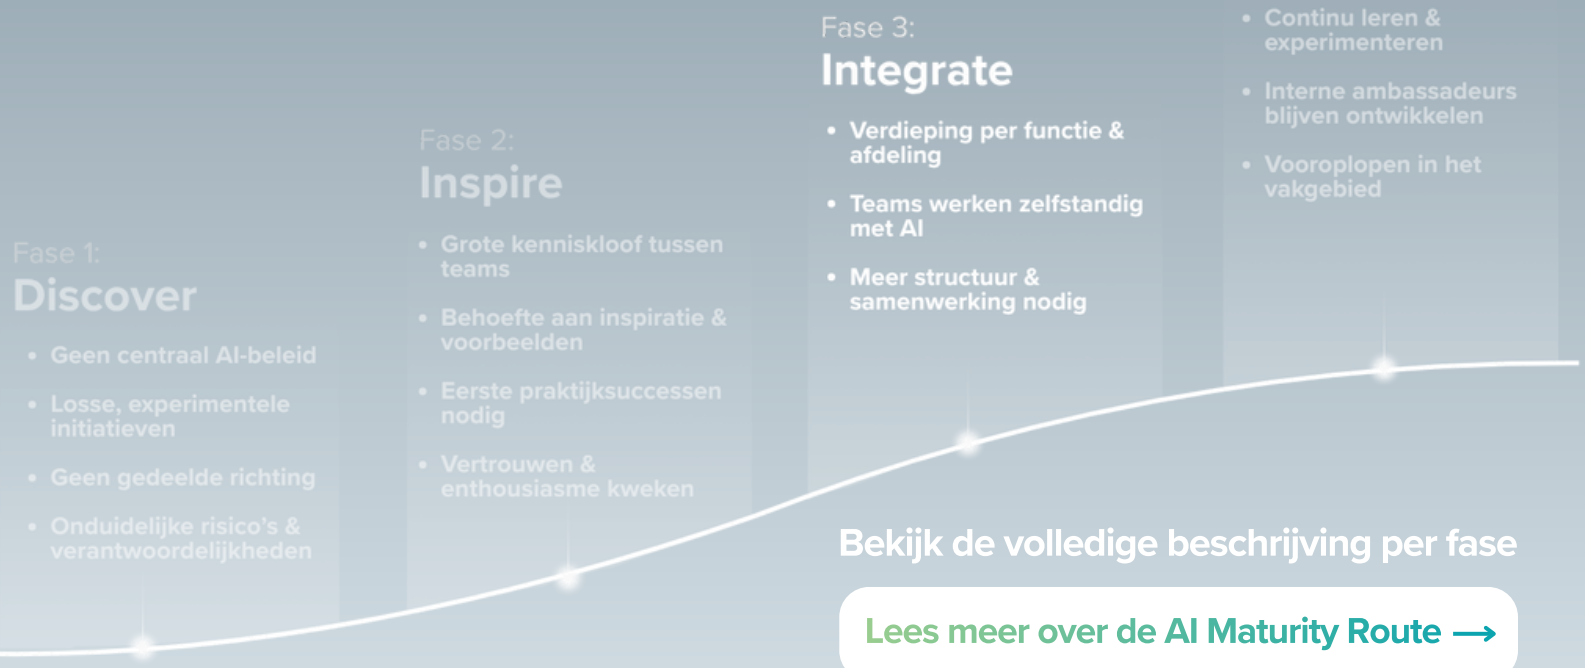 Fase 1:
Discover
• Geen centraal AI-beleid
• Losse, experimentele
initiatieven
• Geen gedeelde richting
• Onduidelijke risico's &
verantwoordelijkheden
Fase 2:
Inspire
• Grote kenniskloof tussen
teams
• Behoefte aan inspiratie &
voorbeelden
• Eerste praktijksuccessen
nodig
• Vertrouwen &
enthousiasme kweken
Fase 3:
Integrate
• Verdieping per functie &
afdeling
• Teams werken zelfstandig
met AI
• Meer structuur &
samenwerking nodig
• Continu leren &
experimenteren
• Interne ambassadeurs
blijven ontwikkelen
• Vooroplopen in het
vakgebied
Bekijk de volledige beschrijving per fase
Lees meer over de AI Maturity Route →